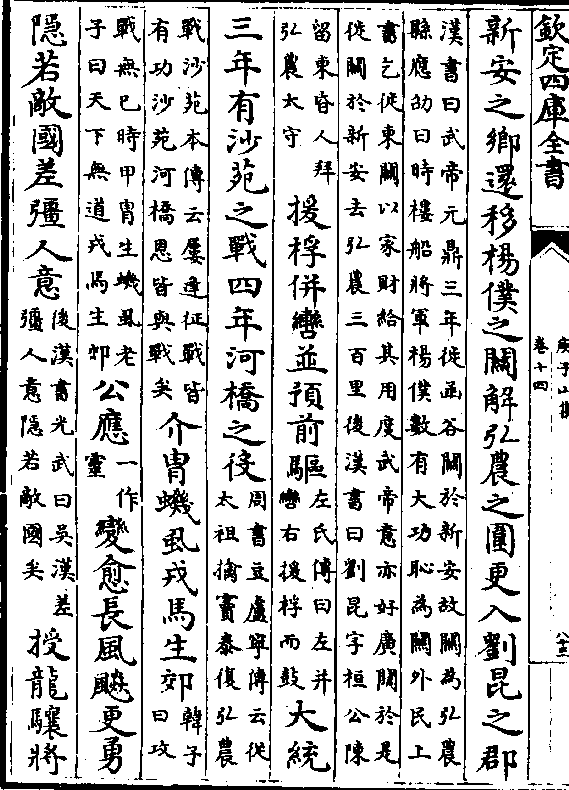 欽定四庫全書
庾子山集
卷十四
八十三
新安之鄉還移楊僕之關解弘農之圍更入劉昆之郡
漢書曰武帝元鼎三年徙函谷關於新安故關為弘農
縣應劭曰時樓船將軍楊僕數有大功恥為關外民上
書乞徙東關以家財給其用度武帝意亦好廣闊於是
徙關於新安去弘農三百里後漢書曰劉昆字桓公陳
留東昏人拜
弘農太守
援桴併轡並預前驅
左氏傳曰左并
轡右援桴而鼓
大統
三年有沙苑之戰四年河橋之役
周書豆盧寧傳云從
太祖擒竇泰復弘農
戰沙苑本傳云屢逢征戰皆
有功沙苑河橋恩皆與戰矣
介冑蟣虱戎馬生郊
韓子
曰攻
戰無已時甲冑生蟣虱老
子曰天下無道戎馬生郊
公應
一作
靈
變愈長風飈更勇
隱若敵國差彊人意
後漢書光武曰吳漢差
彊人意隱若敵國矣
授龍驤將